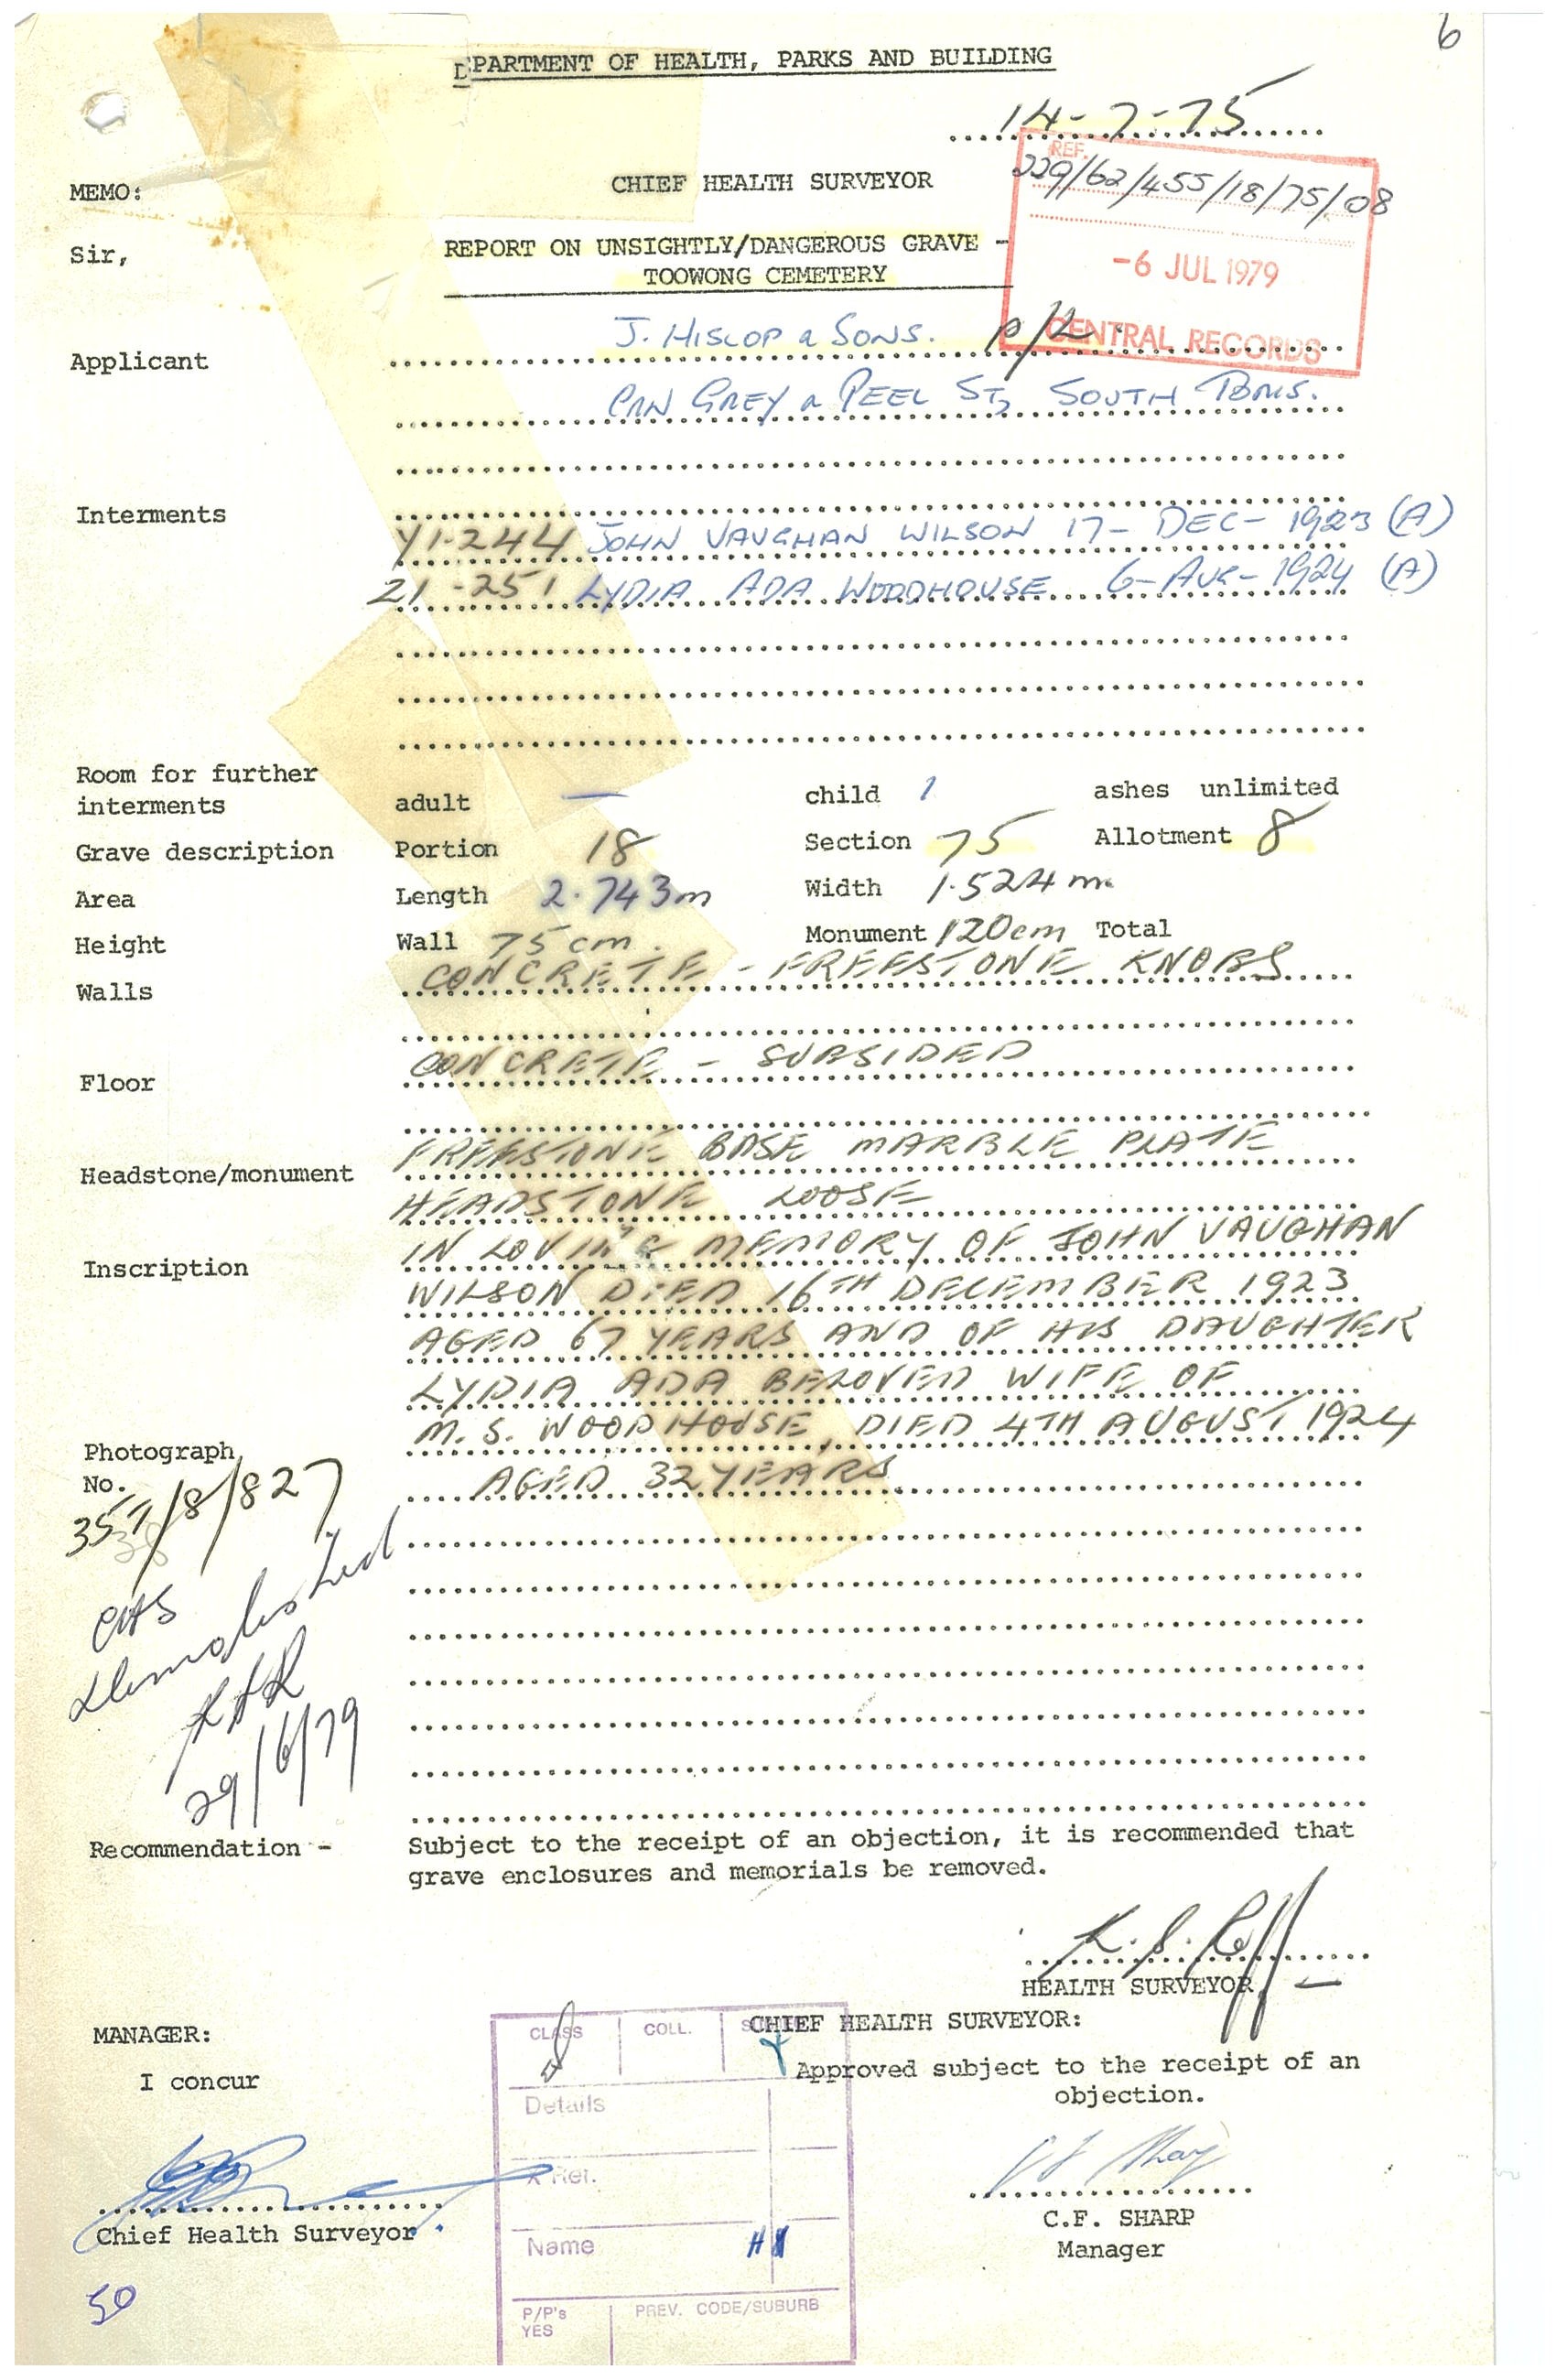 6
DEPARTMENT OF HEALTH, PARKS AND BUILDING
14-7-75
REF.
229/62/455/18/75/08
MEMO:
CHIEF HEALTH SURVEYOR
Sir,
REPORT ON UNSIGHTLY/DANGEROUS GRAVE -
TOOWONG CEMETERY
-6 JUL 1979
CENTRAL RECORDS
Applicant J. HISLOP & SONS. P/L
CRN GREY & PEEL ST, SOUTH BRIS.
Interments
Y1-244 JOHN VAUGHAN WILSON 17- DEC- 1923 (A)
21-251 LYDIA ADA WOODHOUSE 6-AUG-1924 (A)
Room for further
interments adult — child 1 ashes unlimited
Grave description Portion 18 Section 75 Allotment 8
Area Length 2.743m Width 1.524m
Height Wall 75cm. Monument 120cm Total
Walls CONCRETE - FREESTONE KNOBS
Floor CONCRETE - SUBSIDED
Headstone/monument FREESTONE BASE MARBLE PLATE
HEADSTONE LOOSE
Inscription IN LOVING MEMORY OF JOHN VAUGHAN
WILSON DIED 16TH DECEMBER 1923
AGED 67 YEARS AND OF HIS DAUGHTER
LYDIA ADA BELOVED WIFE OF
M. S. WOODHOUSE, DIED 4TH AUGUST 1924
AGED 32 YEARS
Photograph
No.
357/8/827
CHS
demolished
29/6/79
Recommendation - Subject to the receipt of an objection, it is recommended that
grave enclosures and memorials be removed.
HEALTH SURVEYOR
MANAGER:
CHIEF HEALTH SURVEYOR:
I concur
Approved subject to the receipt of an
objection.
Chief Health Surveyor
C.F. SHARP
Manager
50
CLASS COLL.
Details
X Ref.
Name
P/P's
YES
PREV. CODE/SUBURB